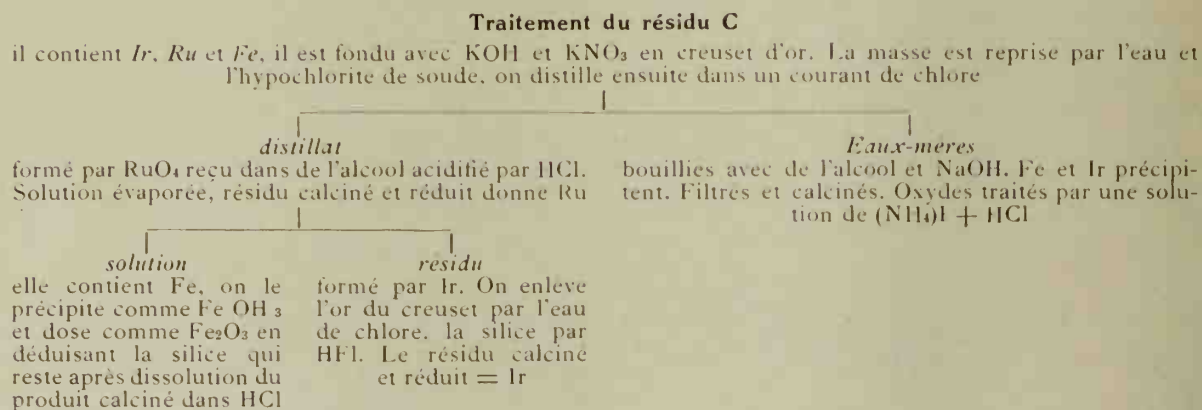 Traitement du résidu C
il contient Ir, Ru et Fe, il est fondu avec KOH et KNO₃ en creuset d'or. La masse est reprise par l'eau et
l'hypochlorite de soude, on distille ensuite dans un courant de chlore
distillat
formé par RuO₄ reçu dans de l'alcool acidifié par HCl.
Solution évaporée, résidu calciné et réduit donne Ru
Eaux-mères
bouillies avec de l'alcool et NaOH. Fe et Ir précipi-
tent. Filtres et calcinés. Oxydes traités par une solu-
tion de (NH₄)I + HCl
solution
elle contient Fe, on le
précipite comme Fe OH 3
et dose comme Fe₂O₃ en
déduisant la silice qui
reste après dissolution du
produit calciné dans HCl
résidu
formé par Ir. On enlève
l'or du creuset par l'eau
de chlore, la silice par
HFl. Le résidu calciné
et réduit = Ir